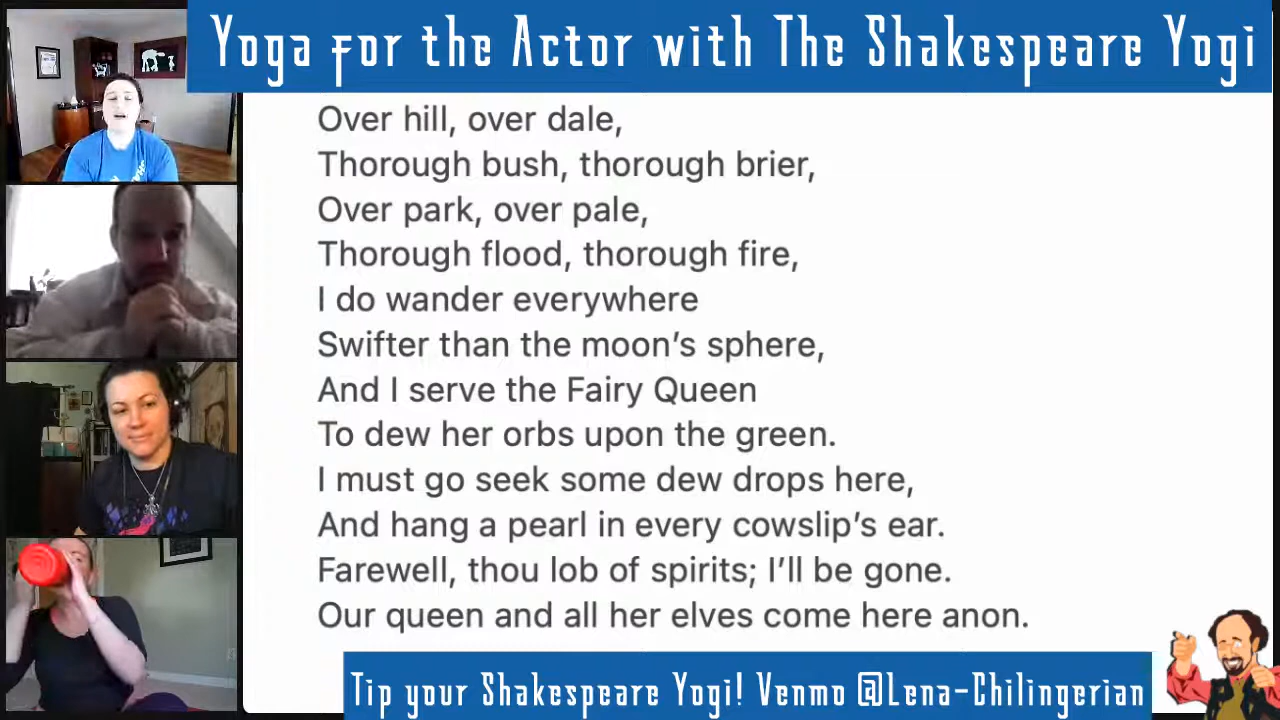 Yoga for the Actor with The Shakespeare Yogi
Over hill, over dale,
Thorough bush, thorough brier,
Over park, over pale,
Thorough flood, thorough fire,
I do wander everywhere
Swifter than the moon’s sphere,
And I serve the Fairy Queen
To dew her orbs upon the green.
I must go seek some dew drops here,
And hang a pearl in every cowslip’s ear.
Farewell, thou lob of spirits; I’ll be gone.
Our queen and all her elves come here anon.
Tip your Shakespeare Yogi! Venmo @Lena-Chilingerian